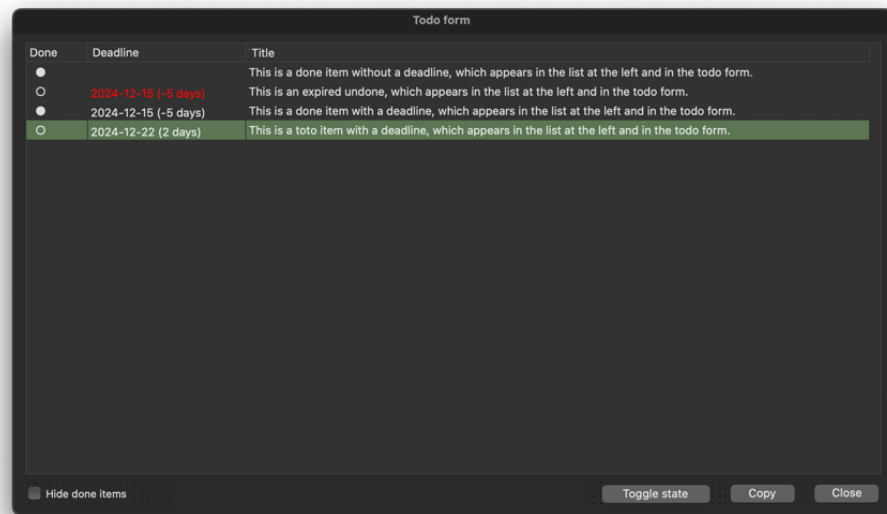 Todo form
Done Deadline Title
This is a done item without a deadline, which appears in the list at the left and in the todo form.
2024-12-15 (-5 days) This is an expired undone, which appears in the list at the left and in the todo form.
2024-12-15 (-5 days) This is a done item with a deadline, which appears in the list at the left and in the todo form.
2024-12-22 (2 days) This is a toto item with a deadline, which appears in the list at the left and in the todo form.
Hide done items Toggle state Copy Close